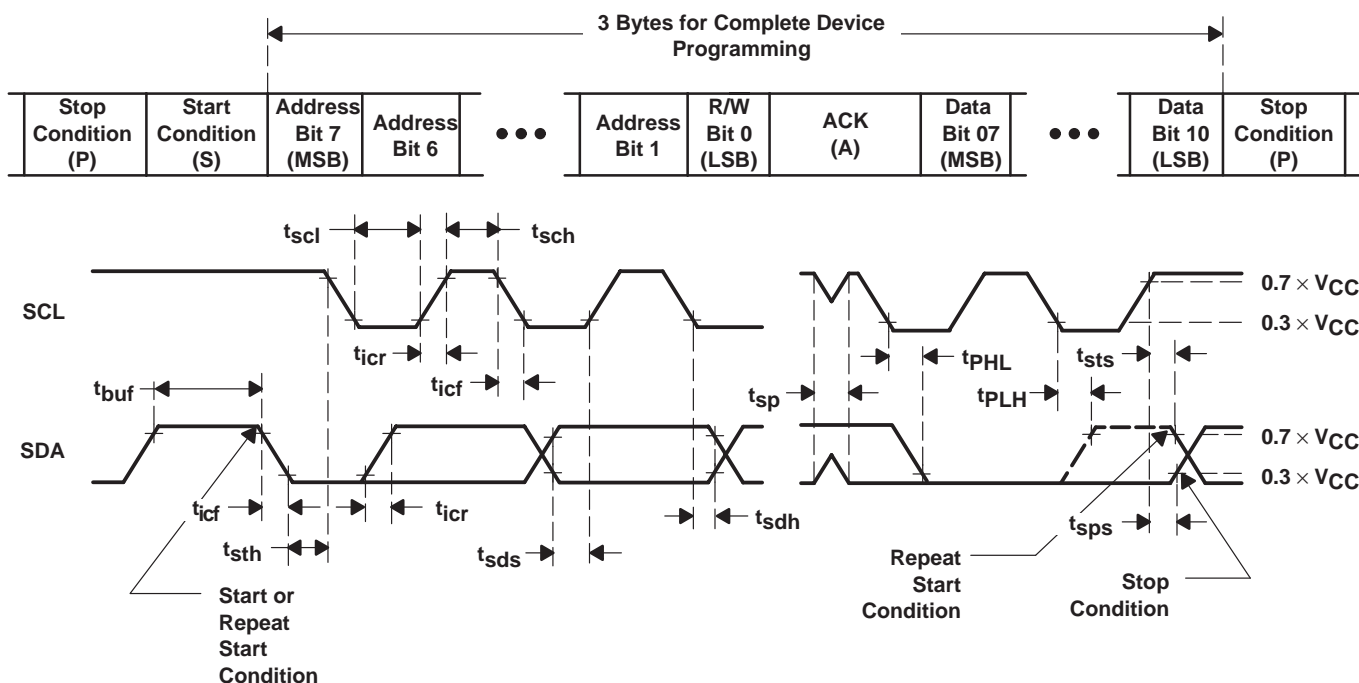 3 Bytes for Complete Device
Programming
Stop
Condition
(P)
Start
Condition
(S)
Address
Bit 7
(MSB)
Address
Bit 6
•••
Address
Bit 1
R/W
Bit 0
(LSB)
ACK
(A)
Data
Bit 07
(MSB)
•••
Data
Bit 10
(LSB)
Stop
Condition
(P)
tscl
tsch
SCL
0.7 × VCC
0.3 × VCC
ticr
tPHL
tsts
tbuf
ticf
tsp
tPLH
SDA
0.7 × VCC
0.3 × VCC
ticf
ticr
tsdh
tsps
tsth
tsds
Start or
Repeat
Start
Condition
Repeat
Start
Condition
Stop
Condition